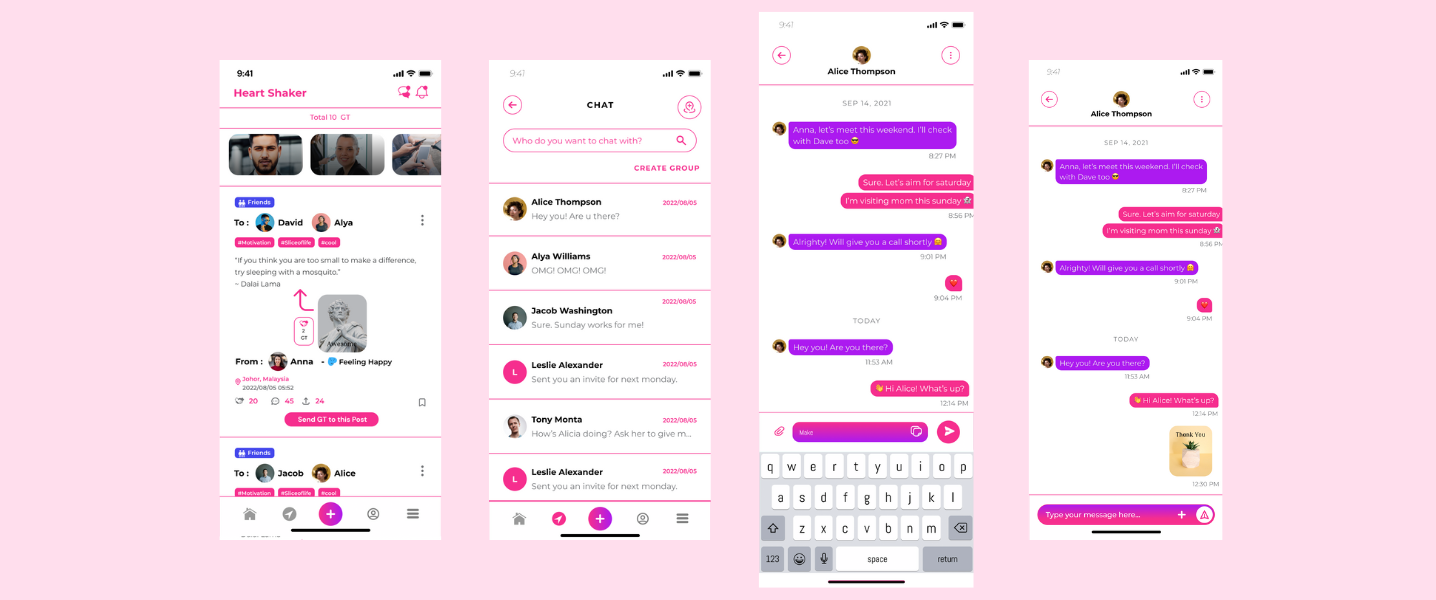 9:41
Heart Shaker
Total 10 GT
Friends
To : David Alya
#Motivation #Sliceoflife #cool
"If you think you are too small to make a difference,
try sleeping with a mosquito."
– Dalai Lama
2
GT
Awesome
From : Anna - Feeling Happy
Johor, Malaysia
2022/08/05 05:52
20 45 24
Send GT to this Post
Friends
To : Jacob Alice
#Motivation #Sliceoflife #cool
9:41
CHAT
Who do you want to chat with?
CREATE GROUP
Alice Thompson 2022/08/05
Hey you! Are u there?
Alya Williams 2022/08/05
OMG! OMG! OMG!
2022/08/05
Jacob Washington
Sure. Sunday works for me!
L
Leslie Alexander 2022/08/05
Sent you an invite for next monday.
Tony Monta 2022/08/05
How's Alicia doing? Ask her to give m...
L
Leslie Alexander 2022/08/05
Sent you an invite for next monday.
9:41
Alice Thompson
SEP 14, 2021
Anna, let's meet this weekend. I'll check
with Dave too 😎
8:27 PM
Sure. Let's aim for saturday
I'm visiting mom this sunday
8:56 PM
Alrighty! Will give you a call shortly
9:01 PM
9:04 PM
TODAY
Hey you! Are you there?
11:53 AM
👋 Hi Alice! What's up?
12:14 PM
Make
q w e r t y u i o p
a s d f g h j k l
z x c v b n m
123 space return
9:41
Alice Thompson
SEP 14, 2021
Anna, let's meet this weekend. I'll check
with Dave too 😎
8:27 PM
Sure. Let's aim for saturday
I'm visiting mom this sunday
8:56 PM
Alrighty! Will give you a call shortly
9:01 PM
9:04 PM
TODAY
Hey you! Are you there?
11:53 AM
👋 Hi Alice! What's up?
12:14 PM
Thank You
12:30 PM
Type your message here...